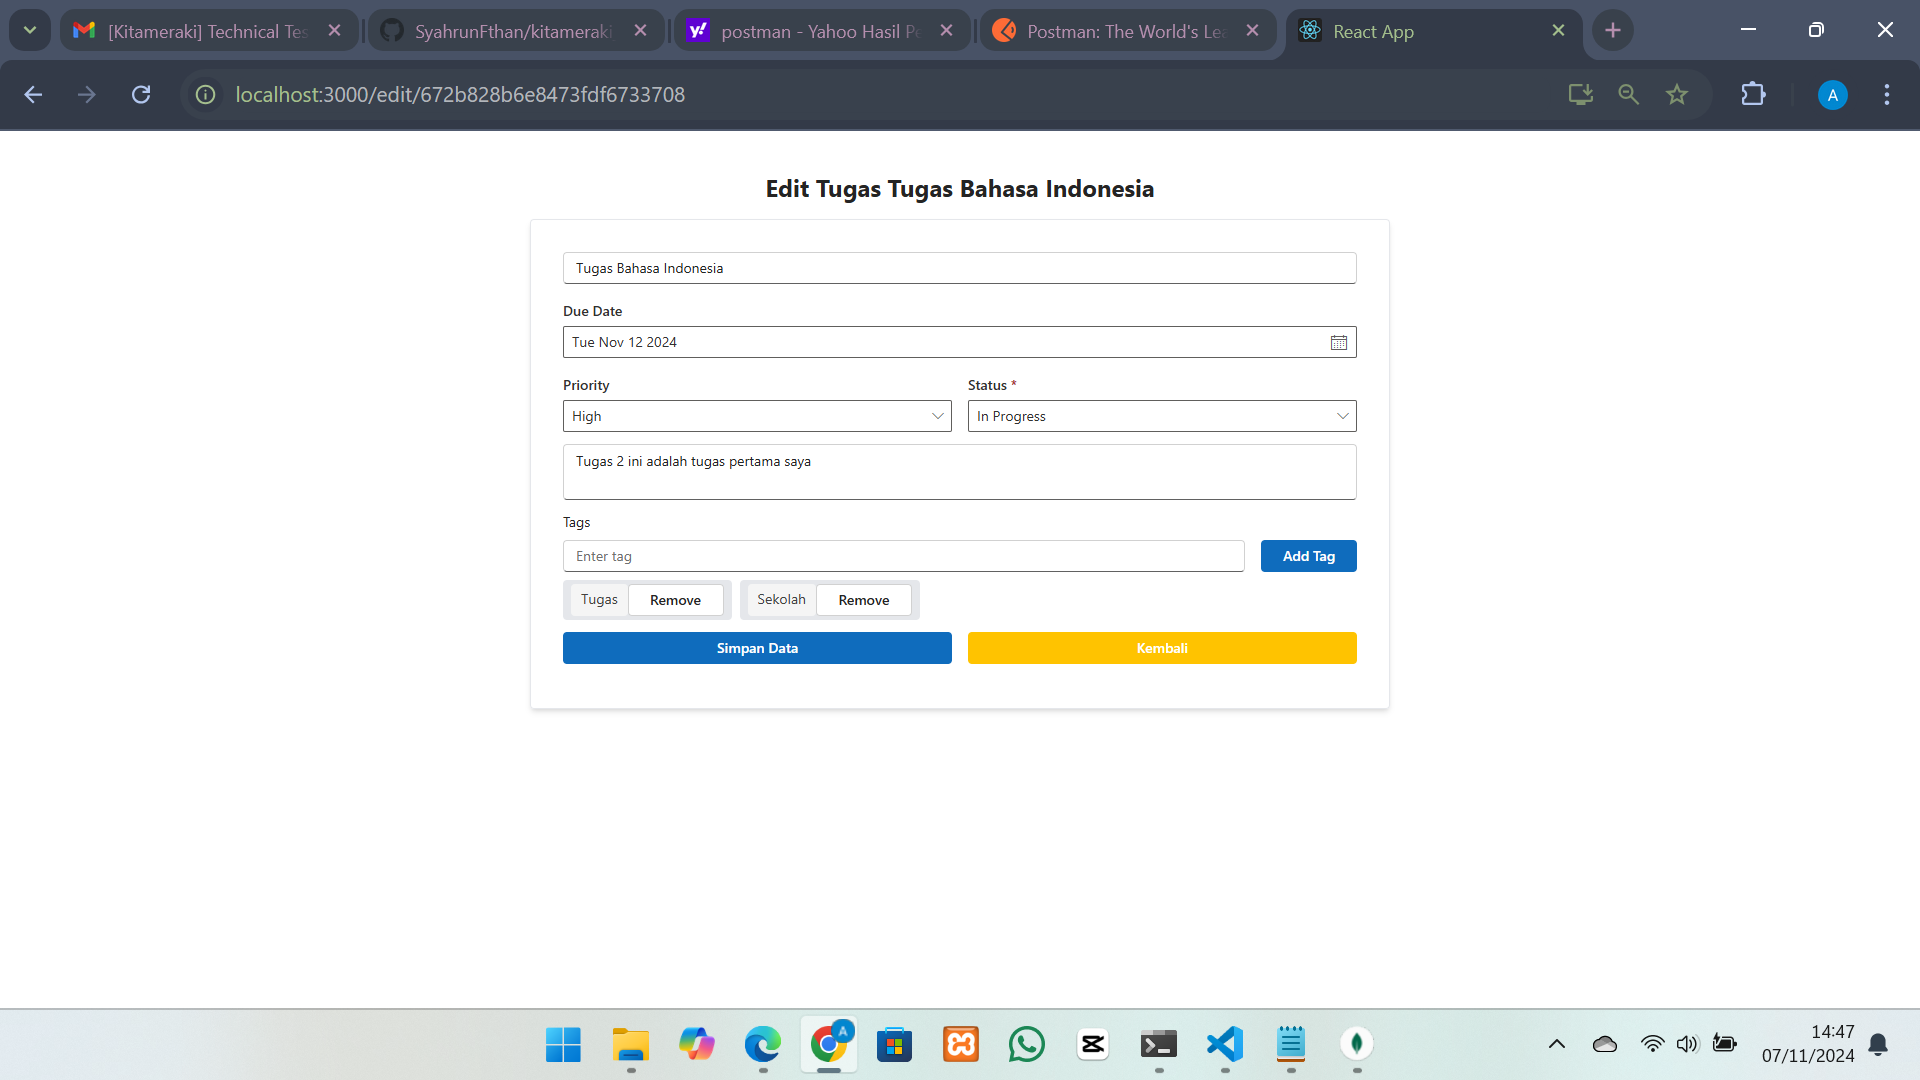 [Kitameraki] Technical Tes
SyahrunFthan/kitameraki
postman - Yahoo Hasil Pe
Postman: The World's Lea
React App
localhost:3000/edit/672b828b6e8473fdf6733708
A
Edit Tugas Tugas Bahasa Indonesia
Tugas Bahasa Indonesia
Due Date
Tue Nov 12 2024
Priority
Status *
High
In Progress
Tugas 2 ini adalah tugas pertama saya
Tags
Enter tag
Add Tag
Tugas
Remove
Sekolah
Remove
Simpan Data
Kembali
A
14:47
07/11/2024